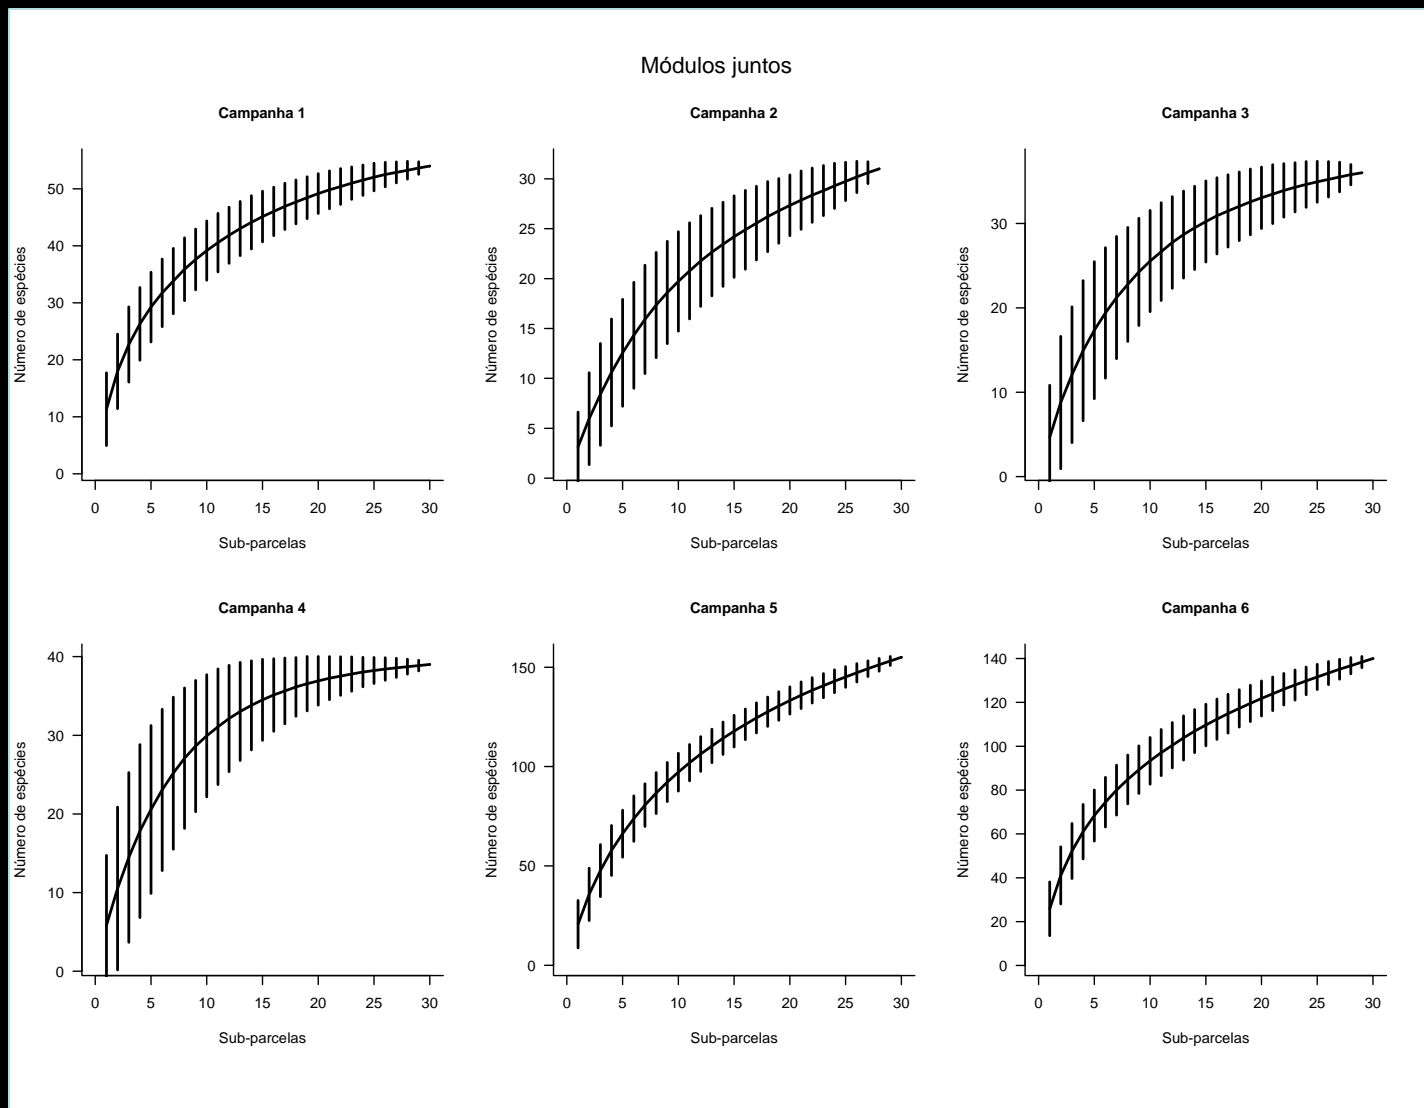 Módulos juntos
Campanha 1
Campanha 2
Campanha 3
Número de espécies
0
10
20
30
40
50
0 5 10 15 20 25 30
Sub-parcelas
Número de espécies
0
5
10
15
20
25
30
0 5 10 15 20 25 30
Sub-parcelas
Número de espécies
0
10
20
30
0 5 10 15 20 25 30
Sub-parcelas
Campanha 4
Campanha 5
Campanha 6
Número de espécies
0
10
20
30
40
0 5 10 15 20 25 30
Sub-parcelas
Número de espécies
0
50
100
150
0 5 10 15 20 25 30
Sub-parcelas
Número de espécies
0
20
40
60
80
100
120
140
0 5 10 15 20 25 30
Sub-parcelas